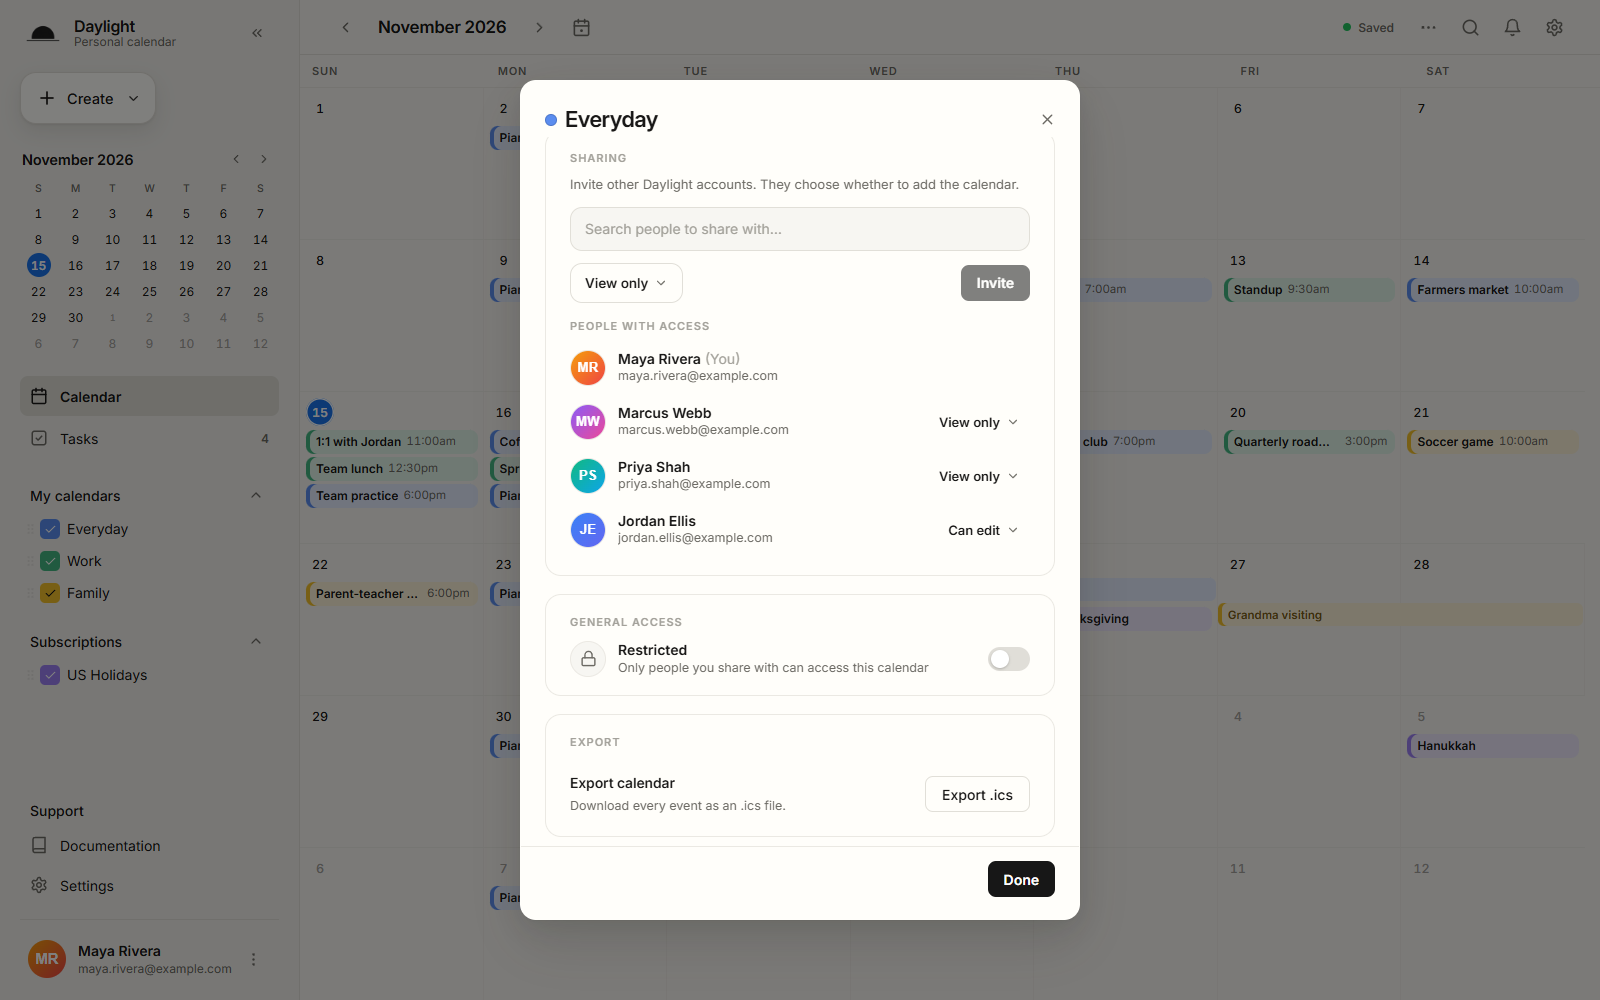 Daylight
Personal calendar
Create
November 2026
S M T W T F S
1 2 3 4 5 6 7
8 9 10 11 12 13 14
15 16 17 18 19 20 21
22 23 24 25 26 27 28
29 30 1 2 3 4 5
6 7 8 9 10 11 12
Calendar
Tasks 4
My calendars
Everyday
Work
Family
Subscriptions
US Holidays
Support
Documentation
Settings
MR
Maya Rivera
maya.rivera@example.com
November 2026
Saved
SUN MON TUE WED THU FRI SAT
1 2 6 7
8 9 13 14
7:00am
Standup 9:30am
Farmers market 10:00am
15 16 20 21
1:1 with Jordan 11:00am
club 7:00pm
Quarterly road... 3:00pm
Soccer game 10:00am
Team lunch 12:30pm
Team practice 6:00pm
22 23 27 28
Parent-teacher ... 6:00pm
Grandma visiting
29 30 4 5
Hanukkah
6 7 11 12
Everyday
SHARING
Invite other Daylight accounts. They choose whether to add the calendar.
Search people to share with...
View only
Invite
PEOPLE WITH ACCESS
MR
Maya Rivera (You)
maya.rivera@example.com
MW
Marcus Webb
marcus.webb@example.com
View only
PS
Priya Shah
priya.shah@example.com
View only
JE
Jordan Ellis
jordan.ellis@example.com
Can edit
GENERAL ACCESS
Restricted
Only people you share with can access this calendar
EXPORT
Export calendar
Download every event as an .ics file.
Export .ics
Done